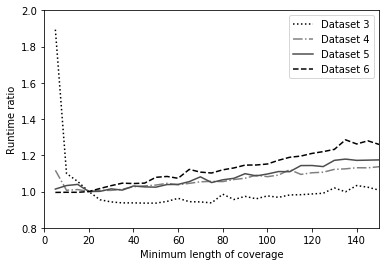 2.0
1.8
1.6
1.4
1.2
1.0
0.8
Runtime ratio
0 20 40 60 80 100 120 140
Minimum length of coverage
Dataset 3
Dataset 4
Dataset 5
Dataset 6